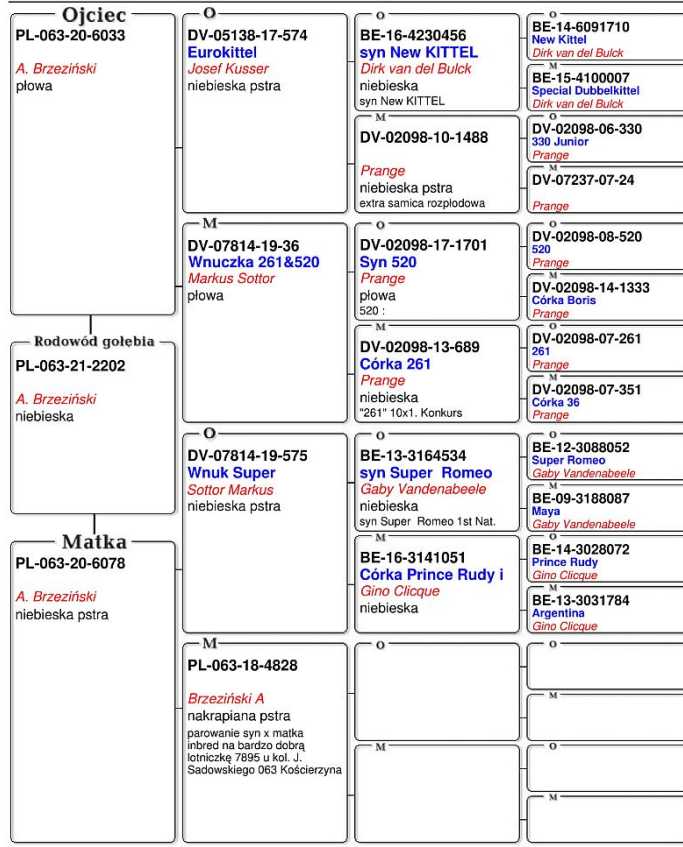 Ojciec
PL-063-20-6033
A. Brzeziński
płowa
Rodowód gołębia
PL-063-21-2202
A. Brzeziński
niebieska
Matka
PL-063-20-6078
A. Brzeziński
niebieska pstra
O
DV-05138-17-574
Eurokittel
Josef Kusser
niebieska pstra
M
DV-07814-19-36
Wnuczka 261&520
Markus Sottor
płowa
O
DV-07814-19-575
Wnuk Super
Sottor Markus
niebieska pstra
M
PL-063-18-4828
Brzeziński A
nakrapiana pstra
parowanie syn x matka
inbred na bardzo dobrą
lotniczkę 7895 u kol. J.
Sadowskiego 063 Kościerzyna
O
BE-16-4230456
syn New KITTEL
Dirk van del Bulck
niebieska
syn New KITTEL
M
DV-02098-10-1488
Prange
niebieska pstra
extra samica rozpłodowa
O
DV-02098-17-1701
Syn 520
Prange
płowa
520 :
M
DV-02098-13-689
Córka 261
Prange
niebieska
"261" 10x1. Konkurs
O
BE-13-3164534
syn Super Romeo
Gaby Vandenabeele
niebieska
syn Super Romeo 1st Nat.
M
BE-16-3141051
Córka Prince Rudy i
Gino Clicque
niebieska
O
M
O
BE-14-6091710
New Kittel
Dirk van del Bulck
M
BE-15-4100007
Special Dubbelkittel
Dirk van del Bulck
O
DV-02098-06-330
330 Junior
Prange
M
DV-07237-07-24
Prange
O
DV-02098-08-520
520
Prange
M
DV-02098-14-1333
Córka Boris
Prange
O
DV-02098-07-261
261
Prange
M
DV-02098-07-351
Córka 36
Prange
O
BE-12-3088052
Super Romeo
Gaby Vandenabeele
M
BE-09-3188087
Maya
Gaby Vandenabeele
O
BE-14-3028072
Prince Rudy
Gino Clicque
M
BE-13-3031784
Argentina
Gino Clicque
O
M
O
M